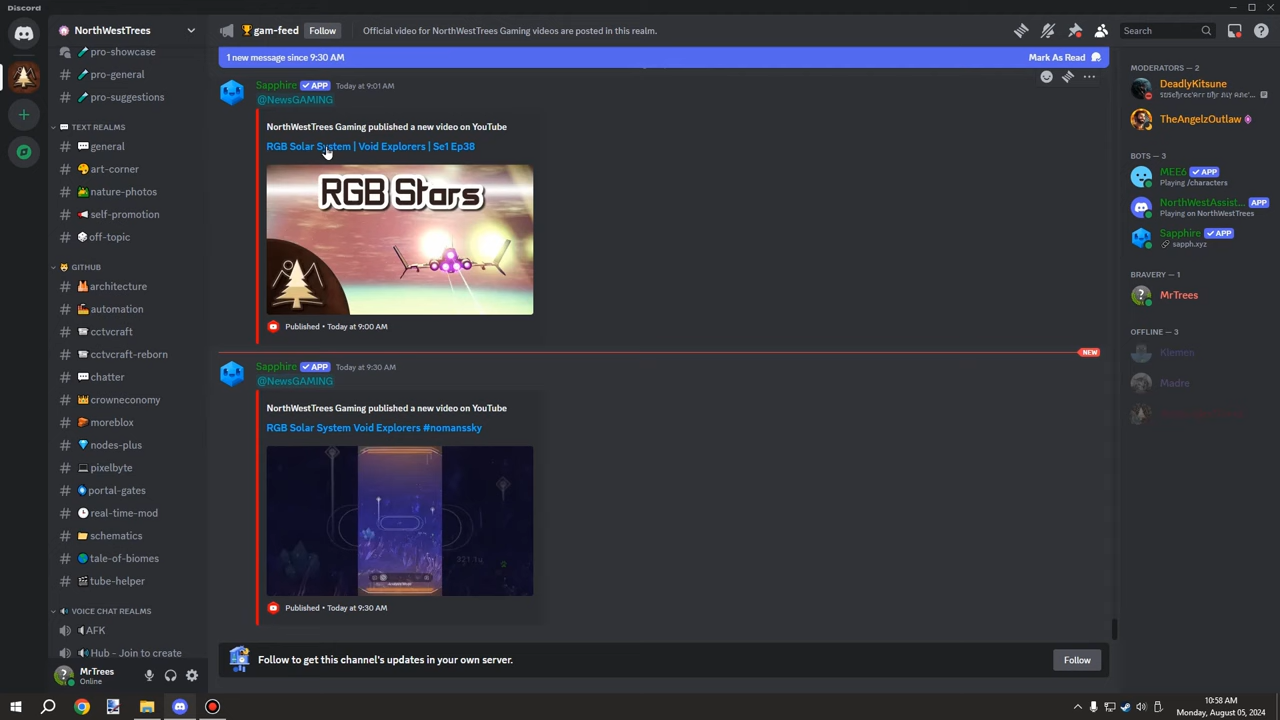 Discord
NorthWestTrees
pro-showcase
pro-general
pro-suggestions
TEXT REALMS
general
art-corner
nature-photos
self-promotion
off-topic
GITHUB
architecture
automation
cctvcraft
cctvcraft-reborn
chatter
crowneconomy
moreblox
nodes-plus
pixelbyte
portal-gates
real-time-mod
schematics
tale-of-biomes
tube-helper
VOICE CHAT REALMS
AFK
Hub - Join to create
MrTrees
Online
gam-feed Follow Official video for NorthWestTrees Gaming videos are posted in this realm.
Search
1 new message since 9:30 AM Mark As Read
Sapphire APP Today at 9:01 AM
@NewsGAMING
NorthWestTrees Gaming published a new video on YouTube
RGB Solar System | Void Explorers | Se1 Ep38
RGB Stars
Published • Today at 9:00 AM
NEW
Sapphire APP Today at 9:30 AM
@NewsGAMING
NorthWestTrees Gaming published a new video on YouTube
RGB Solar System Void Explorers #nomanssky
Published • Today at 9:30 AM
Follow to get this channel's updates in your own server. Follow
MODERATORS – 2
DeadlyKitsune
TheAngelzOutlaw
BOTS – 3
MEE6 APP
Playing /characters
NorthWestAssist... APP
Playing on NorthWestTrees
Sapphire APP
sapph.xyz
BRAVERY – 1
MrTrees
OFFLINE – 3
Klemen
Madre
10:58 AM
Monday, August 05, 2024